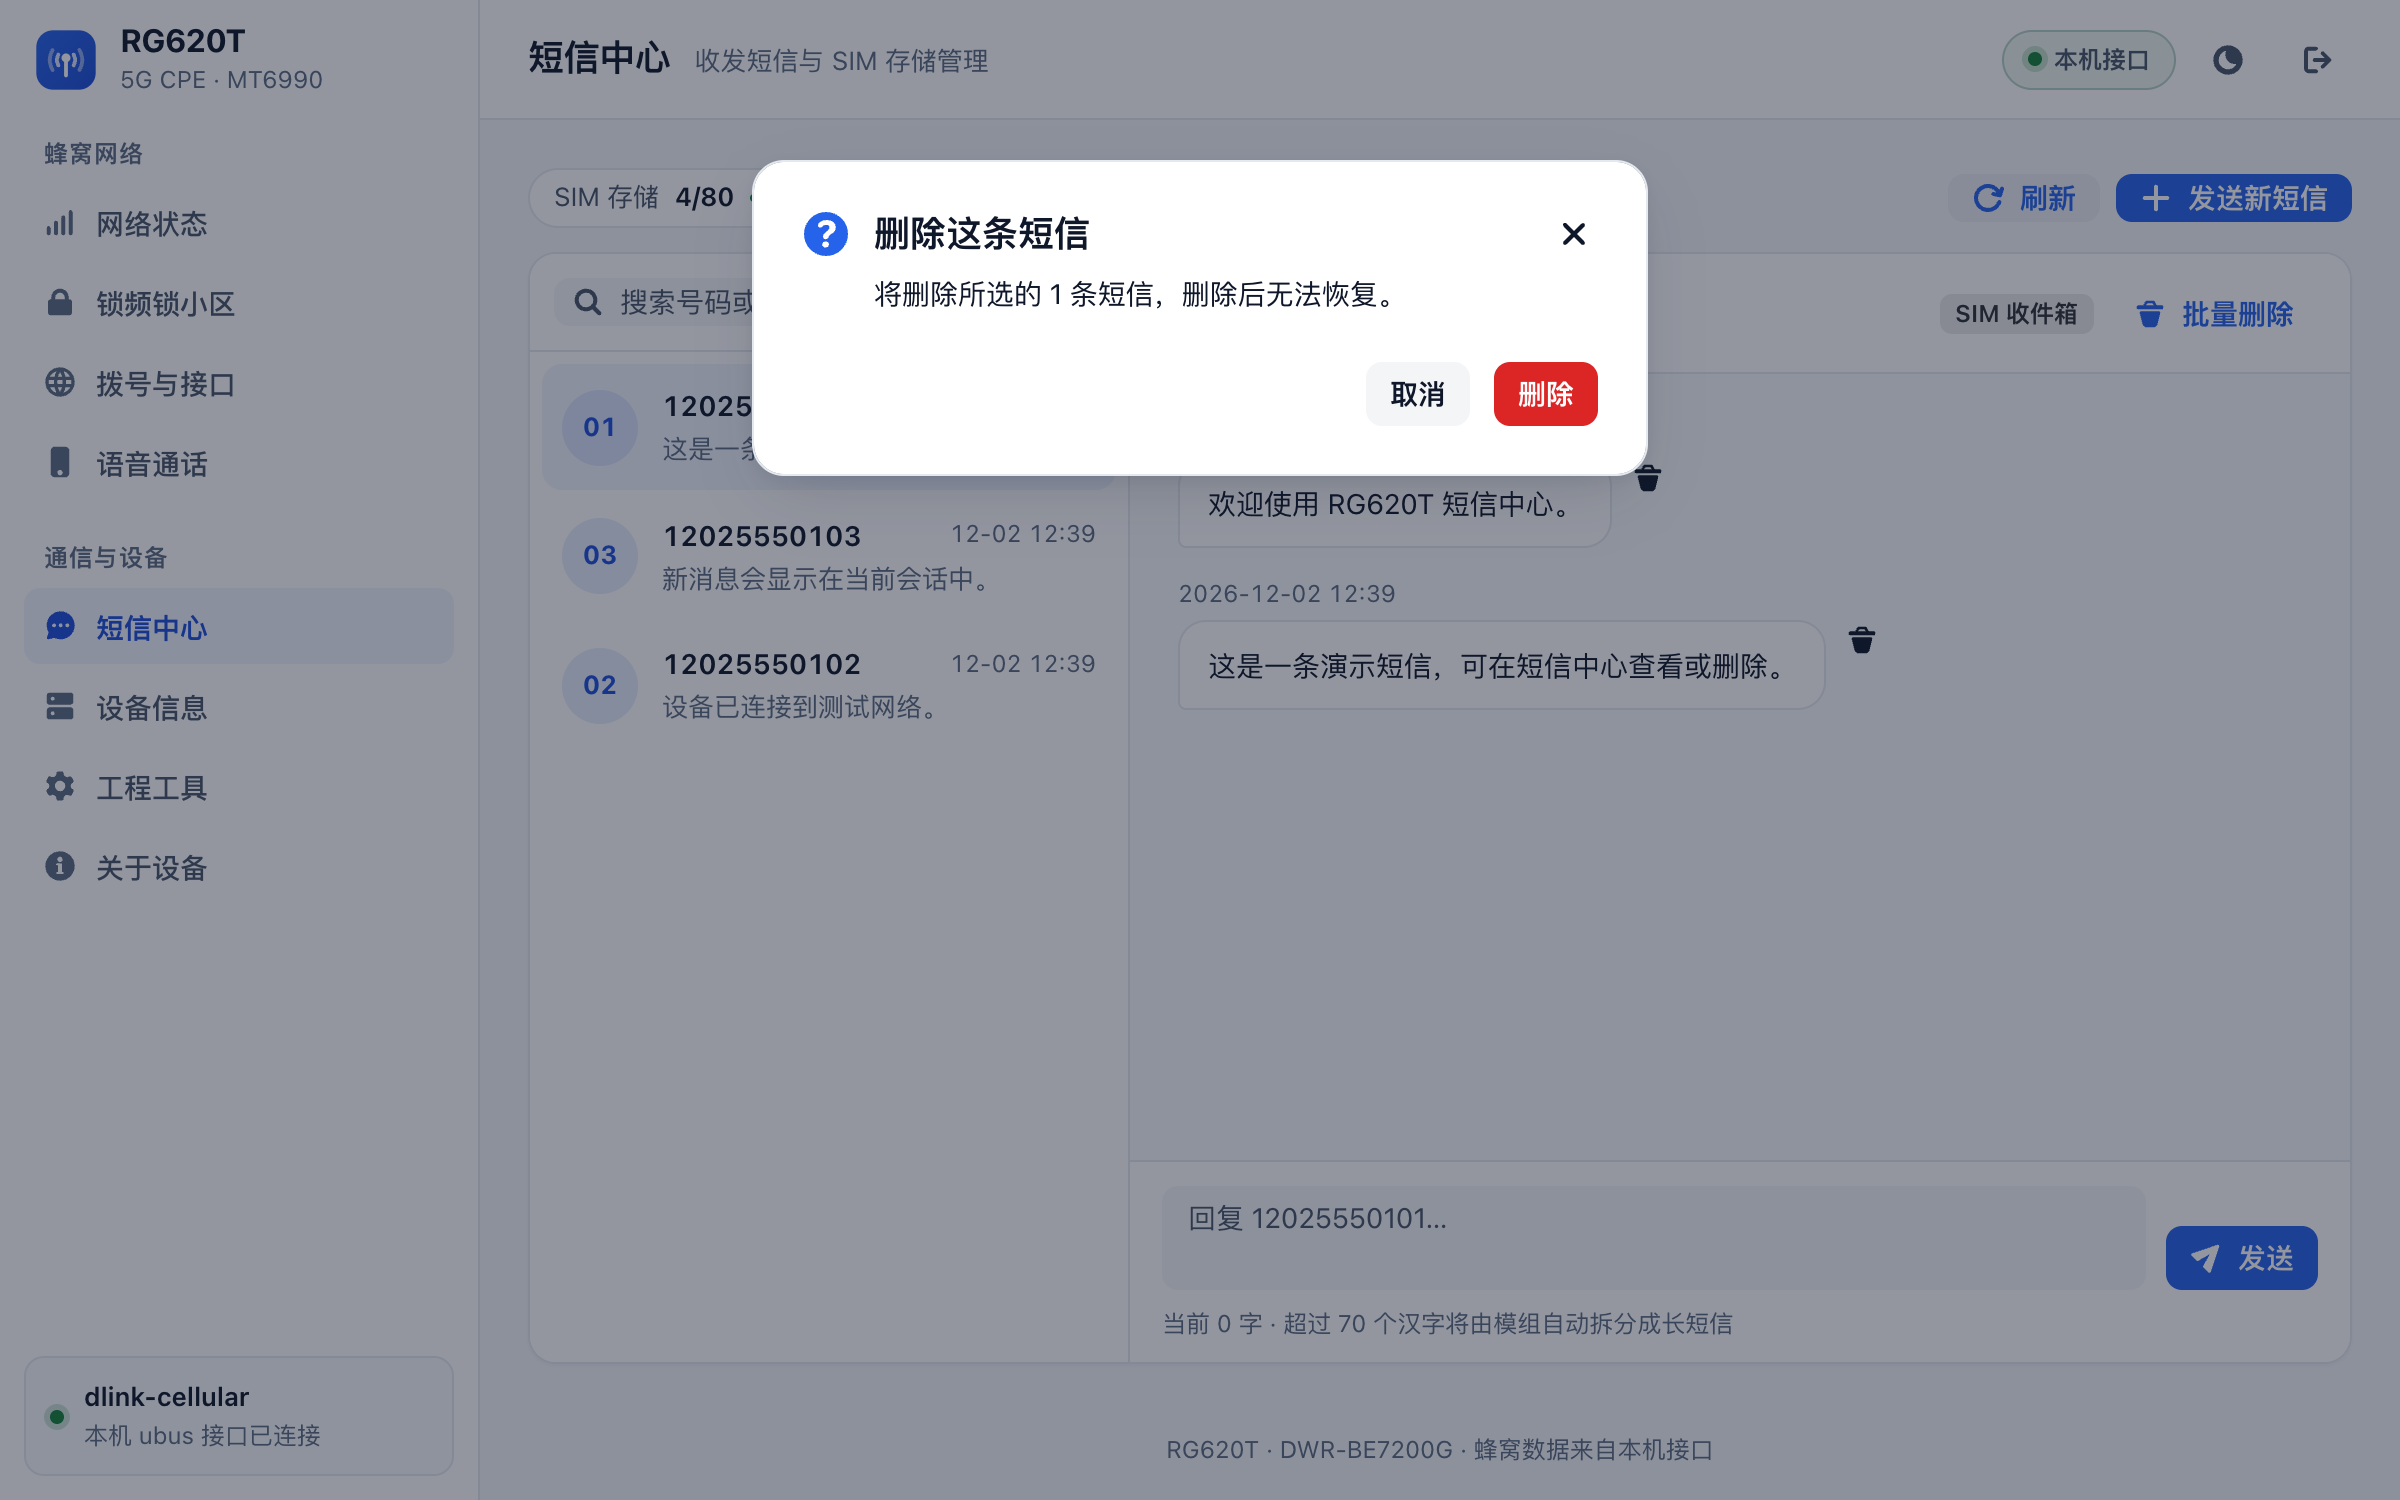 RG620T
5G CPE · MT6990
蜂窝网络
网络状态
锁频锁小区
拨号与接口
语音通话
通信与设备
短信中心
设备信息
工程工具
关于设备
dlink-cellular
本机 ubus 接口已连接
短信中心 收发短信与 SIM 存储管理
本机接口
SIM 存储 4/80
刷新
发送新短信
删除这条短信
将删除所选的 1 条短信，删除后无法恢复。
取消
删除
搜索号码或
01
12025
这是一条
03
12025550103
12-02 12:39
新消息会显示在当前会话中。
02
12025550102
12-02 12:39
设备已连接到测试网络。
SIM 收件箱
批量删除
欢迎使用 RG620T 短信中心。
2026-12-02 12:39
这是一条演示短信，可在短信中心查看或删除。
回复 12025550101...
发送
当前 0 字 · 超过 70 个汉字将由模组自动拆分成长短信
RG620T · DWR-BE7200G · 蜂窝数据来自本机接口